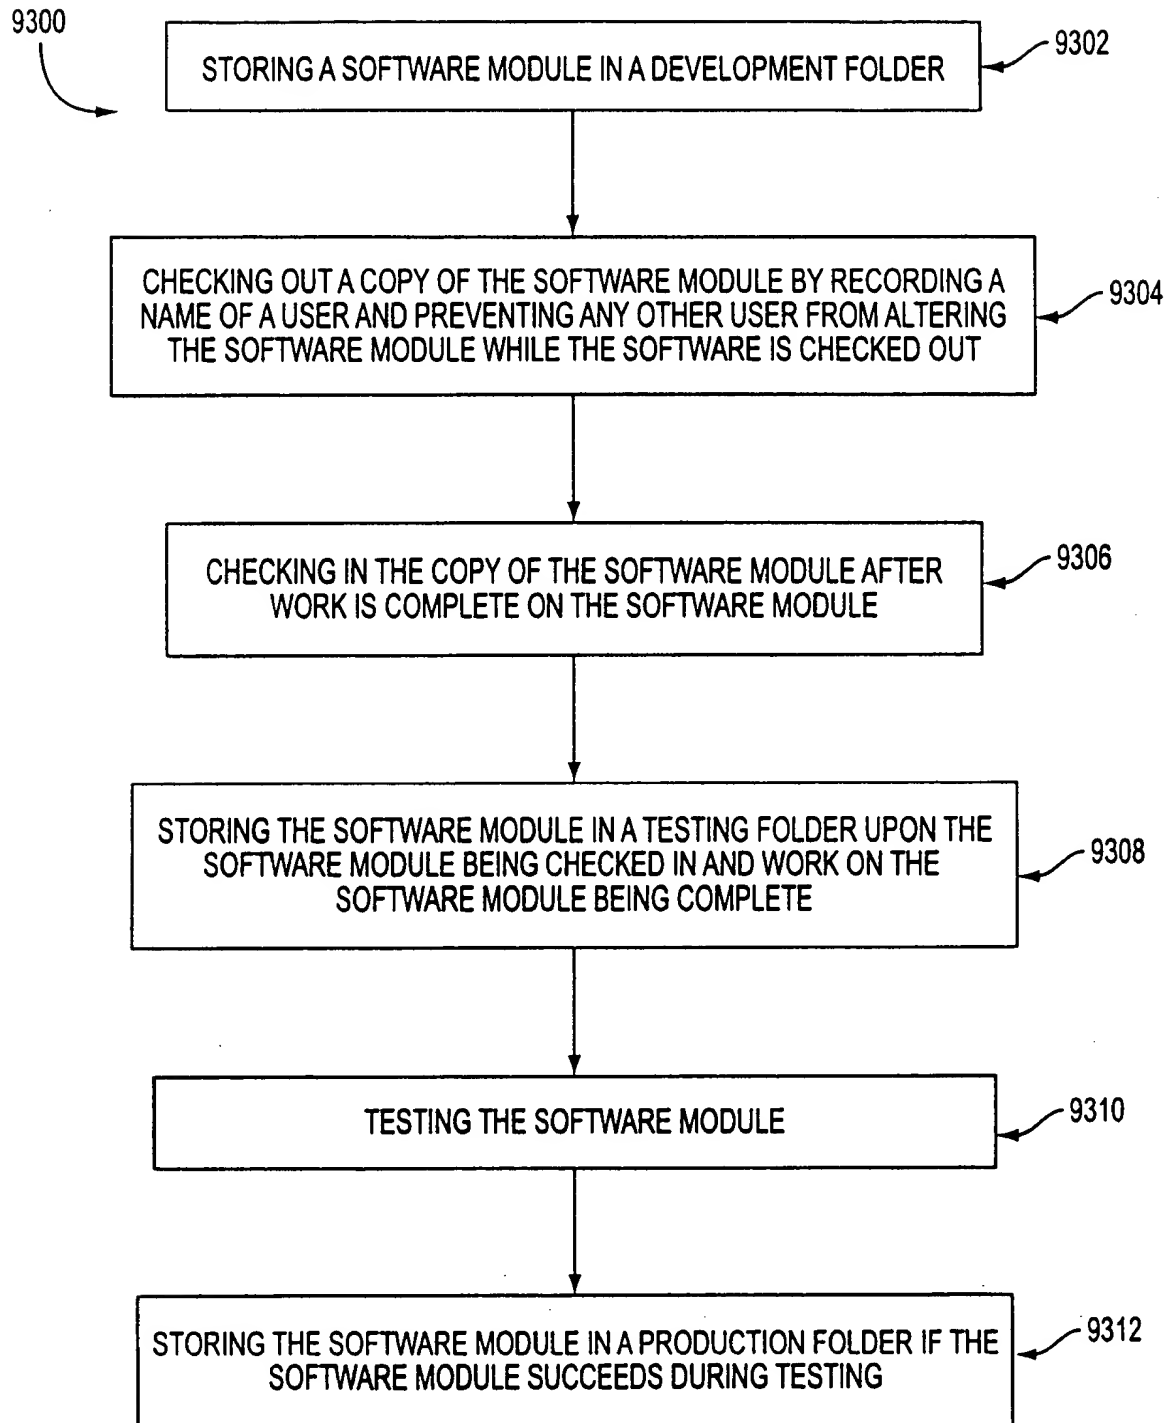 9300
STORING A SOFTWARE MODULE IN A DEVELOPMENT FOLDER
9302
CHECKING OUT A COPY OF THE SOFTWARE MODULE BY RECORDING A
NAME OF A USER AND PREVENTING ANY OTHER USER FROM ALTERING
THE SOFTWARE MODULE WHILE THE SOFTWARE IS CHECKED OUT
9304
CHECKING IN THE COPY OF THE SOFTWARE MODULE AFTER
WORK IS COMPLETE ON THE SOFTWARE MODULE
9306
STORING THE SOFTWARE MODULE IN A TESTING FOLDER UPON THE
SOFTWARE MODULE BEING CHECKED IN AND WORK ON THE
SOFTWARE MODULE BEING COMPLETE
9308
TESTING THE SOFTWARE MODULE
9310
STORING THE SOFTWARE MODULE IN A PRODUCTION FOLDER IF THE
SOFTWARE MODULE SUCCEEDS DURING TESTING
9312